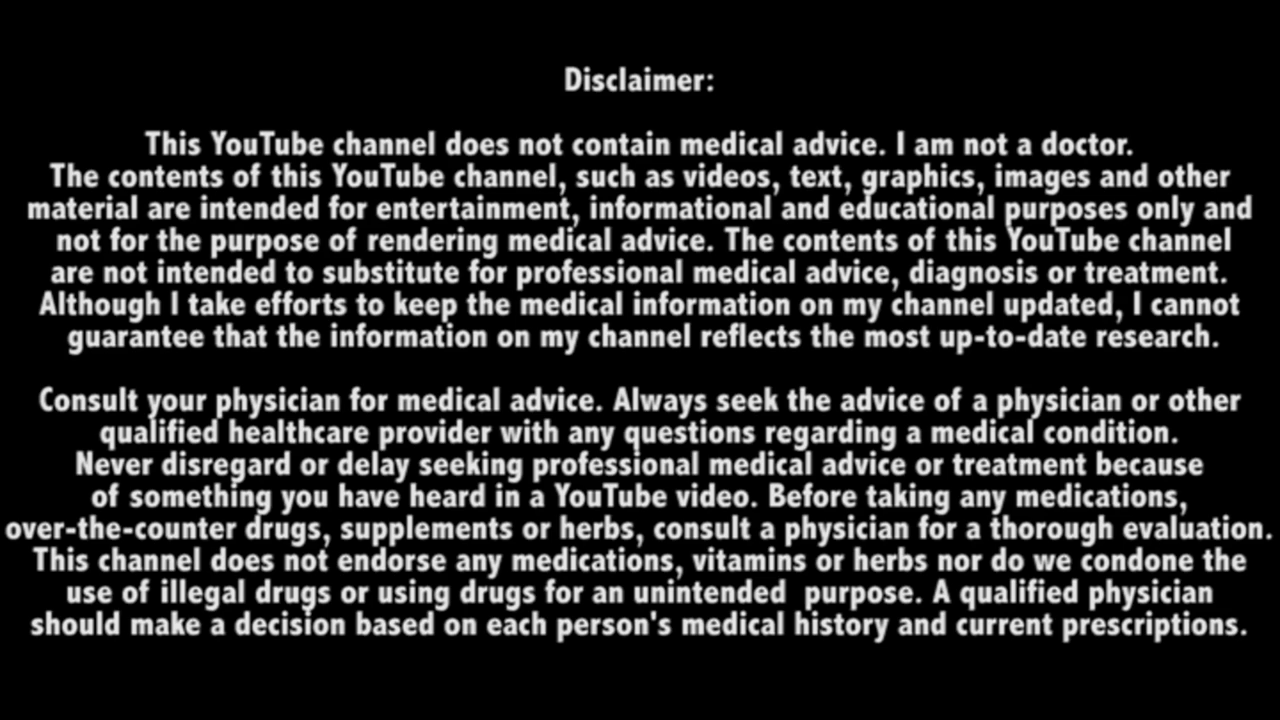 Disclaimer:
This YouTube channel does not contain medical advice. I am not a doctor.
The contents of this YouTube channel, such as videos, text, graphics, images and other
material are intended for entertainment, informational and educational purposes only and
not for the purpose of rendering medical advice. The contents of this YouTube channel
are not intended to substitute for professional medical advice, diagnosis or treatment.
Although I take efforts to keep the medical information on my channel updated, I cannot
guarantee that the information on my channel reflects the most up-to-date research.
Consult your physician for medical advice. Always seek the advice of a physician or other
qualified healthcare provider with any questions regarding a medical condition.
Never disregard or delay seeking professional medical advice or treatment because
of something you have heard in a YouTube video. Before taking any medications,
over-the-counter drugs, supplements or herbs, consult a physician for a thorough evaluation.
This channel does not endorse any medications, vitamins or herbs nor do we condone the
use of illegal drugs or using drugs for an unintended  purpose. A qualified physician
should make a decision based on each person's medical history and current prescriptions.